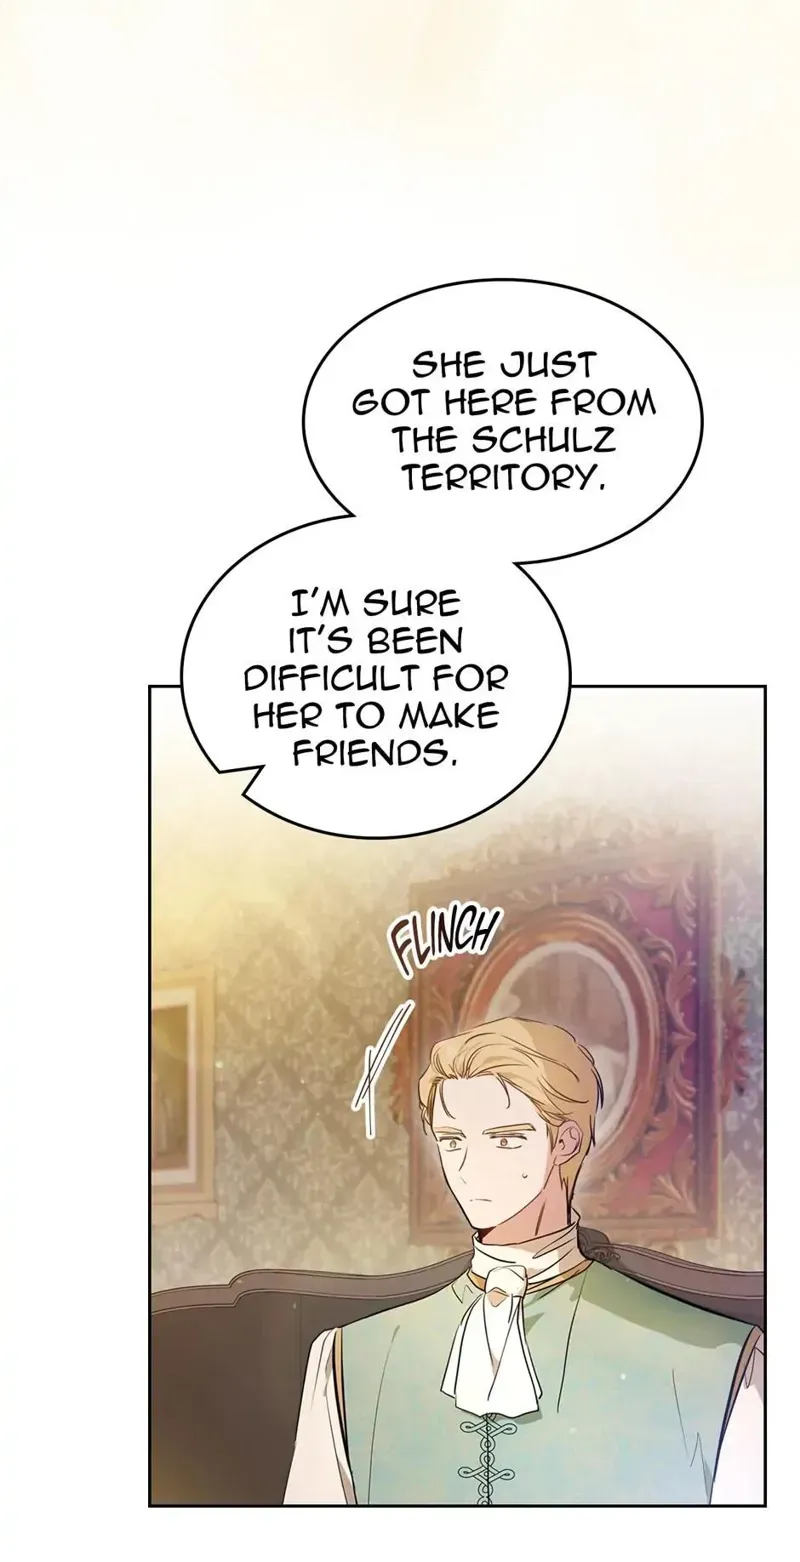 SHE JUST
GOT HERE FROM
THE SCHULZ
TERRITORY.
I'M SURE
IT'S BEEN
DIFFICULT FOR
HER TO MAKE
FRIENDS.
FLINCH